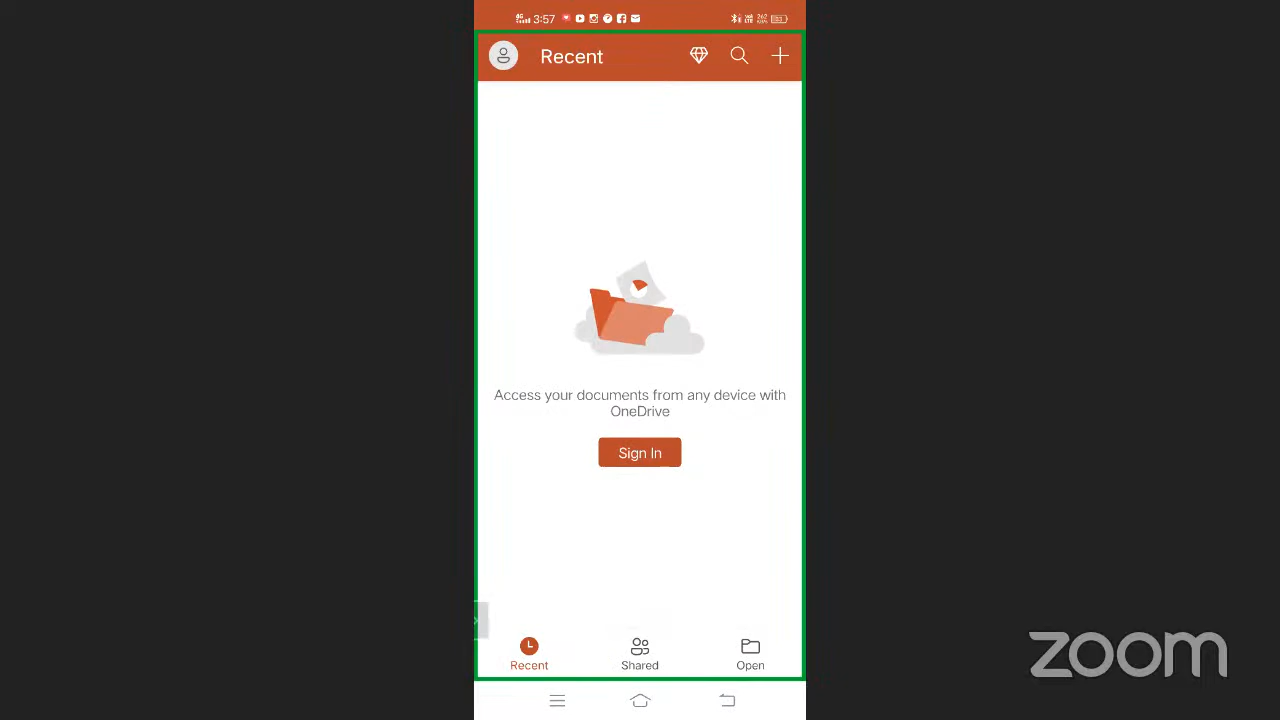 3:57
Recent
Access your documents from any device with
OneDrive
Sign In
Recent Shared Open
zoom